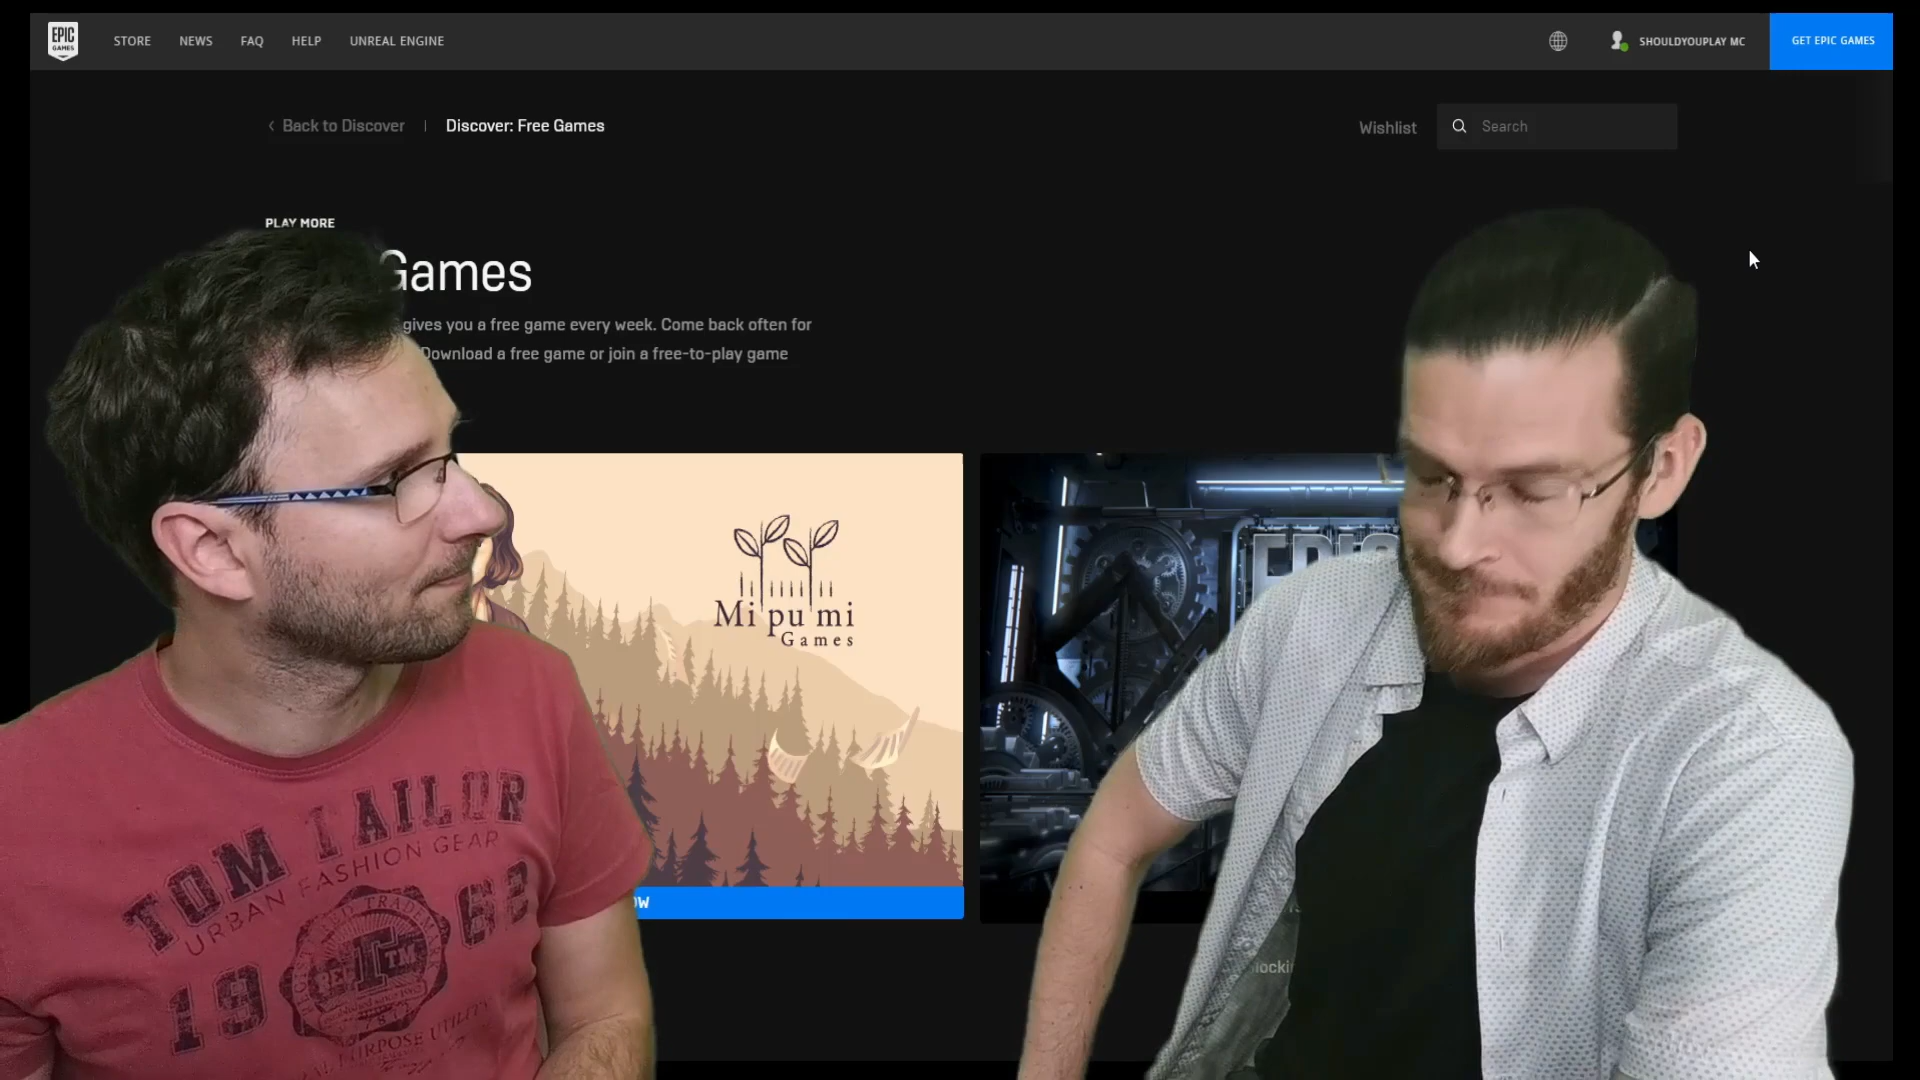 EPIC
GAMES
STORE
NEWS
FAQ
HELP
UNREAL ENGINE
SHOULDYOUPLAY MC
GET EPIC GAMES
Back to Discover
Discover: Free Games
Wishlist
Search
PLAY MORE
Games
gives you a free game every week. Come back often for
Download a free game or join a free-to-play game
Mi pu mi
Games
EPIC
TOM TAILOR
URBAN FASHION GEAR
1962